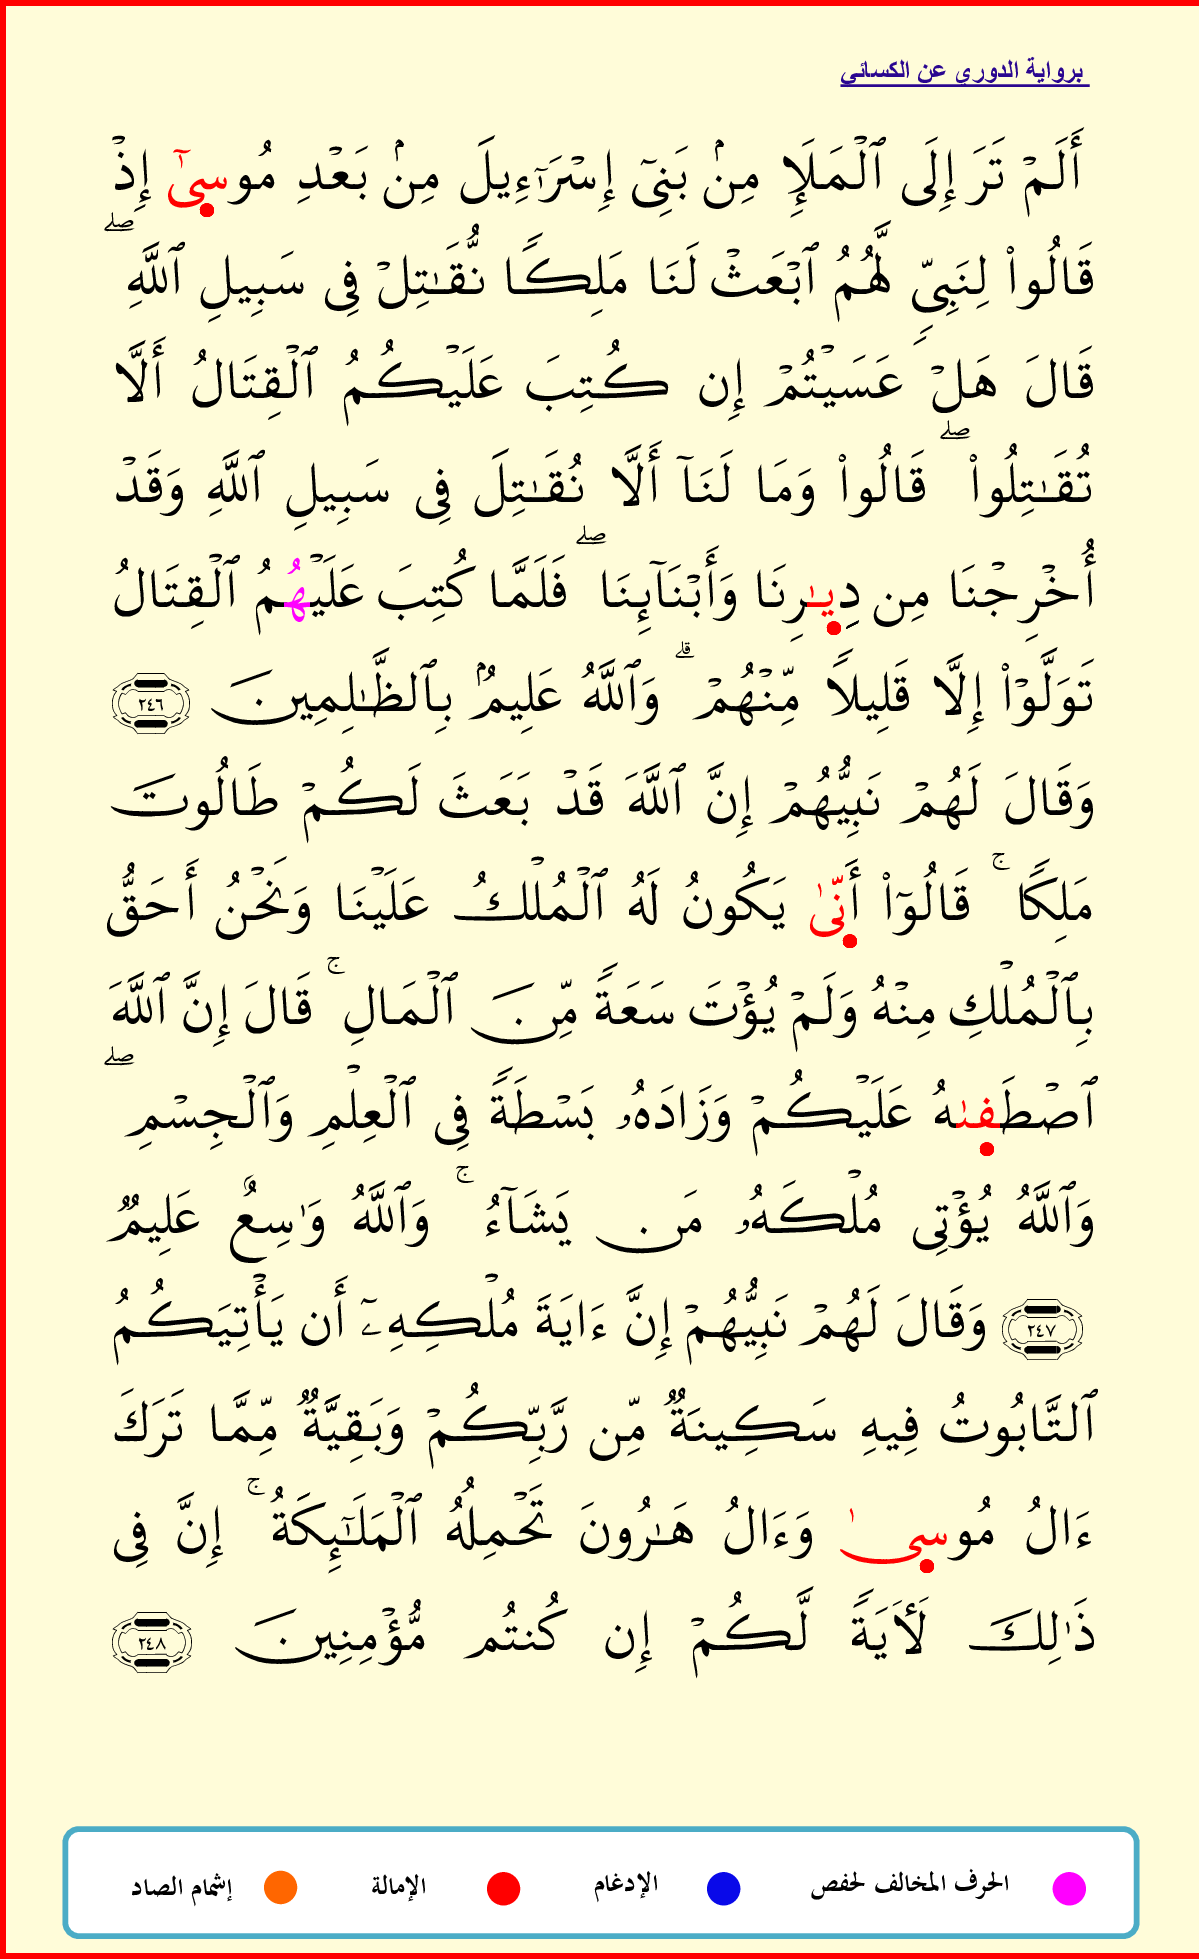 برواية الدوري عن الكسائي
أَلَمۡ تَرَ إِلَى ٱلۡمَلَإِ مِنۢ بَنِىٓ إِسۡرَـٰٓءِيلَ مِنۢ بَعۡدِ مُوسِىٰٓ إِذۡ
قَالُوا۟ لِنَبِىࣲّ لَّهُمُ ٱبۡعَثۡ لَنَا مَلِكࣰا نُّقَـٰتِلۡ فِى سَبِيلِ ٱللَّهِ ۖ
قَالَ هَلۡ عَسَيۡتُمۡ إِن كُتِبَ عَلَيۡكُمُ ٱلۡقِتَالُ أَلَّا
تُقَـٰتِلُوا۟ ۖ قَالُوا۟ وَمَا لَنَآ أَلَّا نُقَـٰتِلَ فِى سَبِيلِ ٱللَّهِ وَقَدۡ
أُخۡرِجۡنَا مِن دِيَـٰرِنَا وَأَبۡنَآئِنَا ۖ فَلَمَّا كُتِبَ عَلَيۡهُمُ ٱلۡقِتَالُ
تَوَلَّوۡا۟ إِلَّا قَلِيلࣰا مِّنۡهُمۡ ۗ وَٱللَّهُ عَلِيمُۢ بِٱلظَّـٰلِمِينَ ٢٤٦
وَقَالَ لَهُمۡ نَبِيُّهُمۡ إِنَّ ٱللَّهَ قَدۡ بَعَثَ لَكُمۡ طَالُوتَ
مَلِكࣰا ۚ قَالُوٓا۟ أَنِّىٰ يَكُونُ لَهُ ٱلۡمُلۡكُ عَلَيۡنَا وَنَحۡنُ أَحَقُّ
بِٱلۡمُلۡكِ مِنۡهُ وَلَمۡ يُؤۡتَ سَعَةࣰ مِّنَ ٱلۡمَالِ ۚ قَالَ إِنَّ ٱللَّهَ
ٱصۡطَفِىٰهُ عَلَيۡكُمۡ وَزَادَهُۥ بَسۡطَةࣰ فِى ٱلۡعِلۡمِ وَٱلۡجِسۡمِ ۖ
وَٱللَّهُ يُؤۡتِى مُلۡكَهُۥ مَن يَشَآءُ ۚ وَٱللَّهُ وَٰسِعٌ عَلِيمࣱ
٢٤٧ وَقَالَ لَهُمۡ نَبِيُّهُمۡ إِنَّ ءَايَةَ مُلۡكِهِۦٓ أَن يَأۡتِيَكُمُ
ٱلتَّابُوتُ فِيهِ سَكِينَةࣱ مِّن رَّبِّكُمۡ وَبَقِيَّةࣱ مِّمَّا تَرَكَ
ءَالُ مُوسِىٰ وَءَالُ هَـٰرُونَ تَحۡمِلُهُ ٱلۡمَلَـٰٓئِكَةُ ۚ إِنَّ فِى
ذَٰلِكَ لَأٓيَةࣰ لَّكُمۡ إِن كُنتُم مُّؤۡمِنِينَ ٢٤٨
الحرف المخالف لحفص الإدغام الإمالة إشمام الصاد